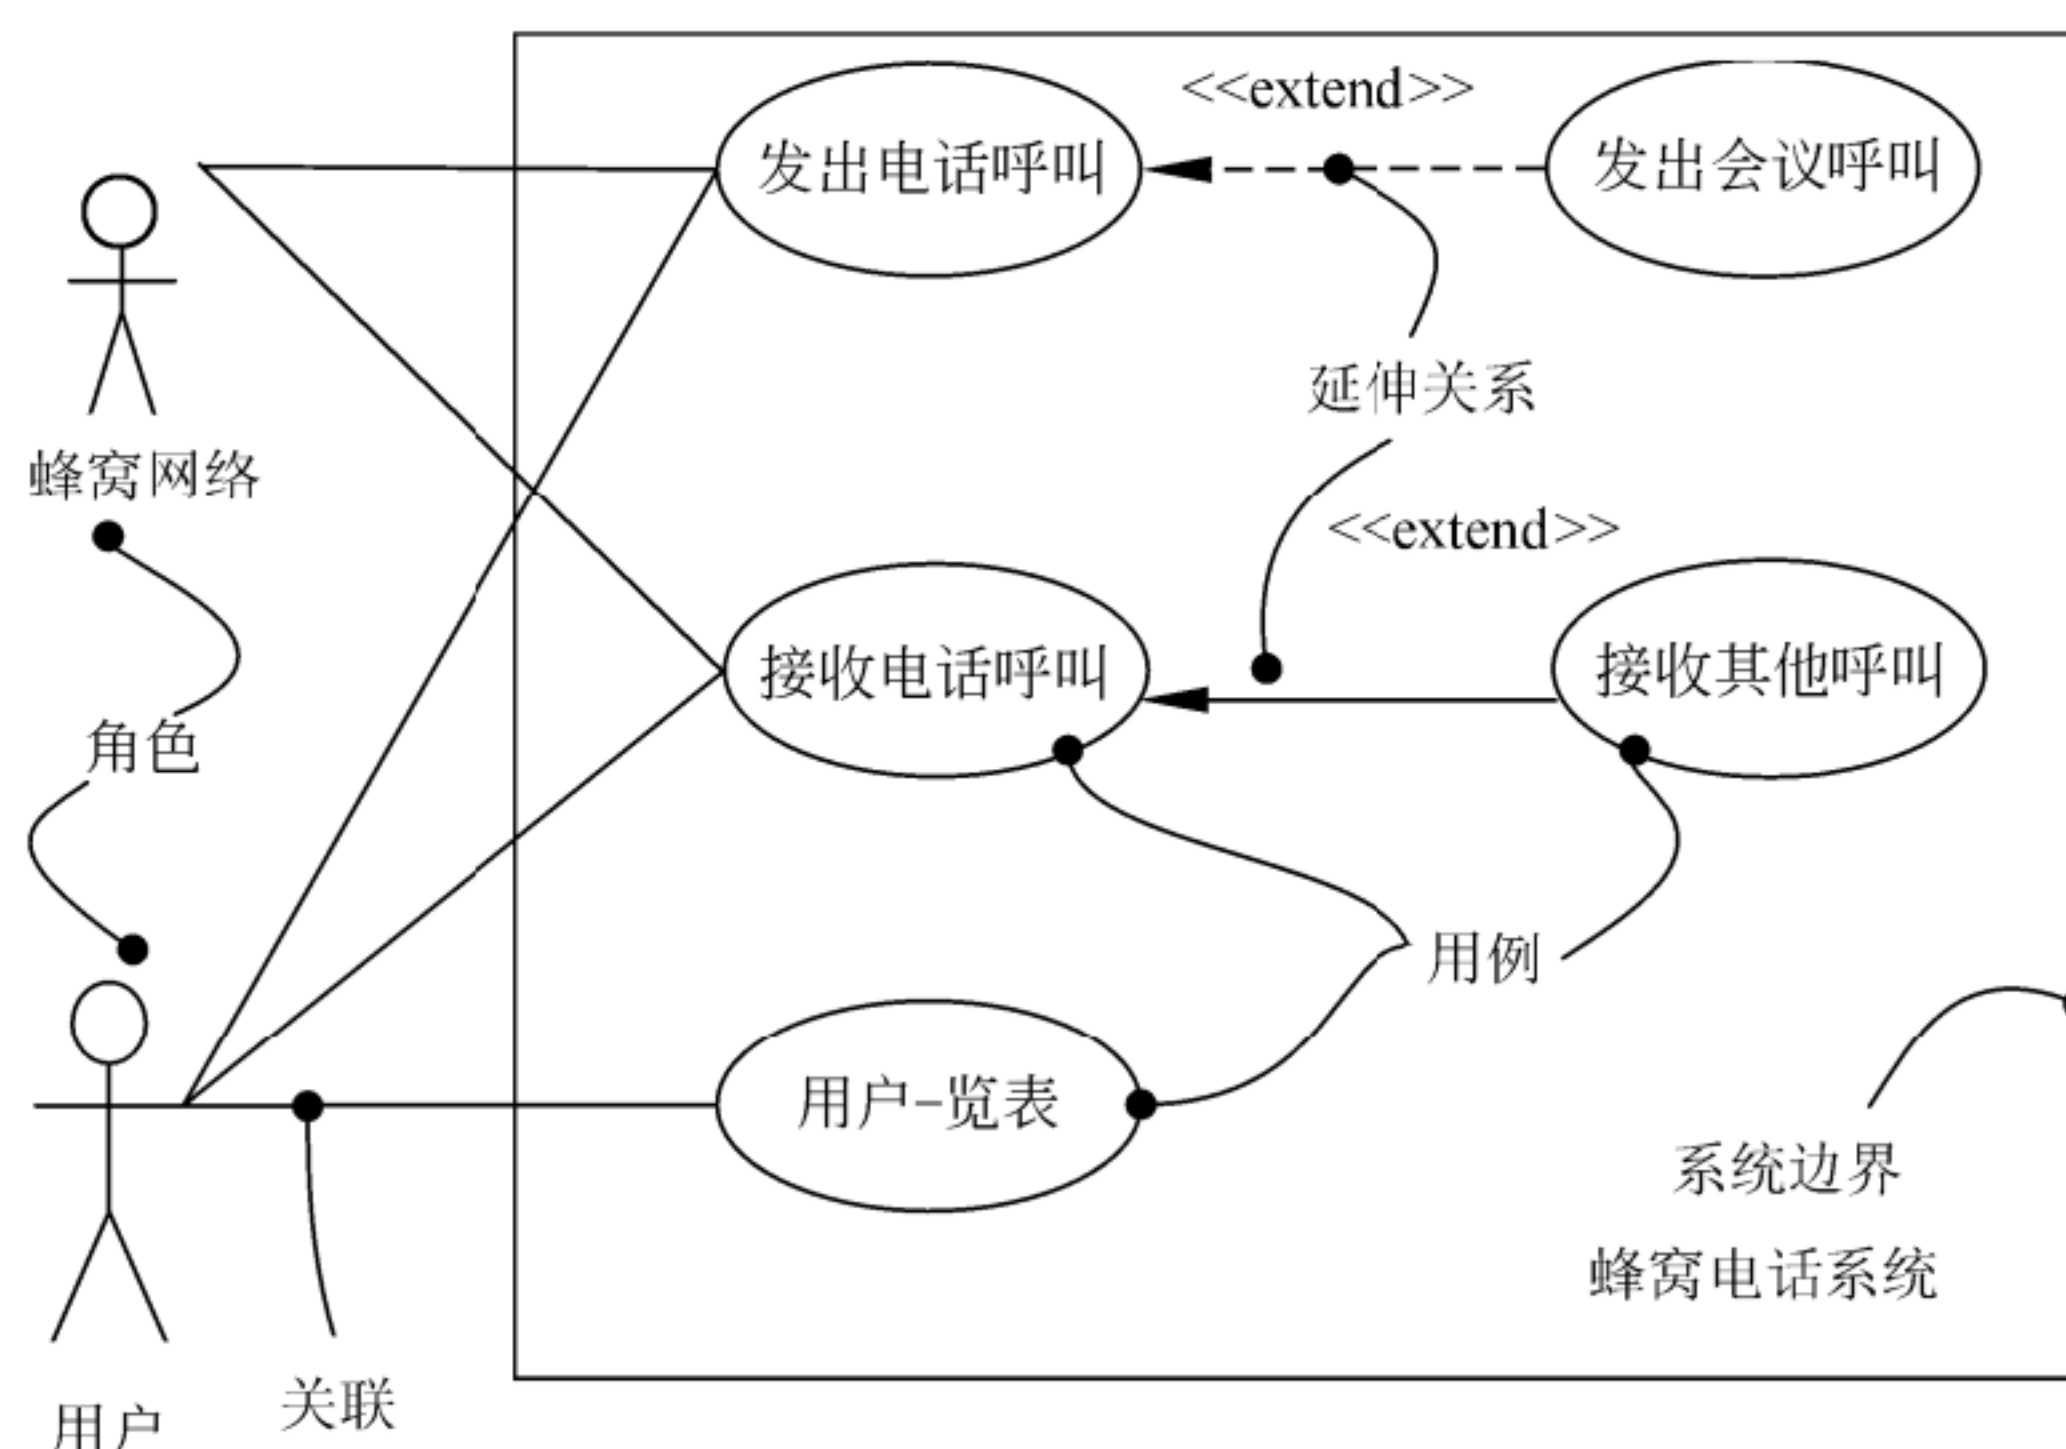 <<extend>>
发出电话呼叫
发出会议呼叫
延伸关系
蜂窝网络
<<extend>>
接收电话呼叫
接收其他呼叫
角色
用例
用户-览表
系统边界
蜂窝电话系统
关联
用户